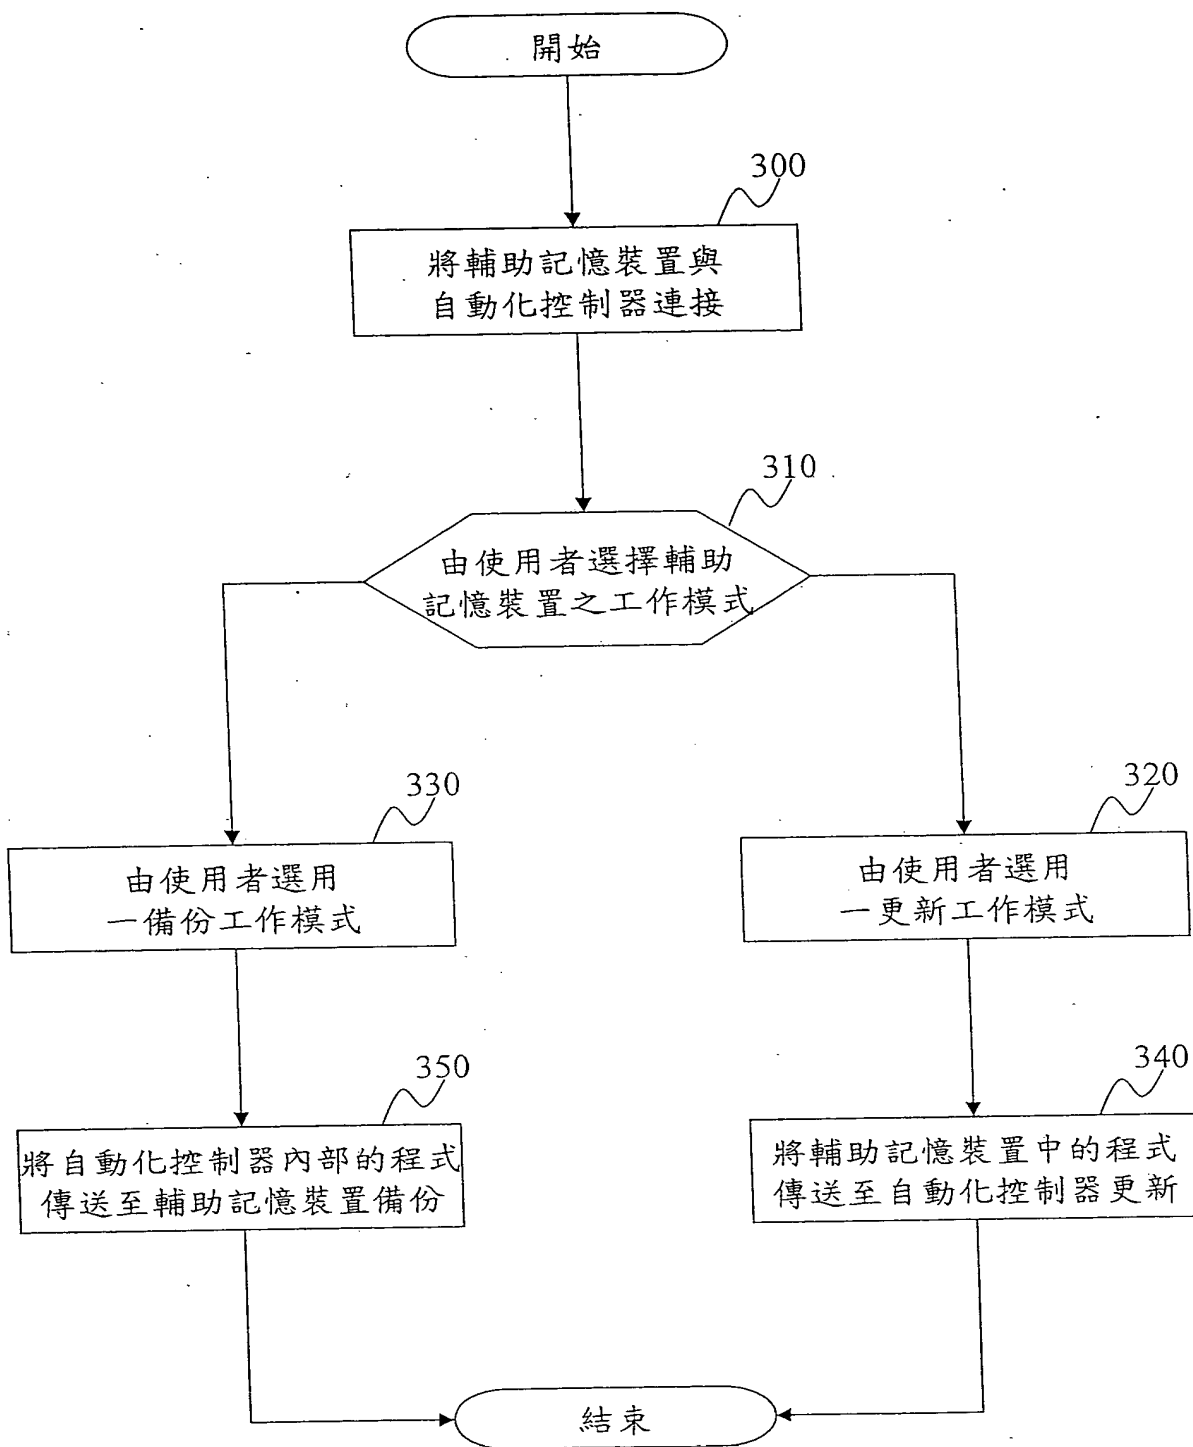 開始
300
將輔助記憶裝置與
自動化控制器連接
310
由使用者選擇輔助
記憶裝置之工作模式
330
由使用者選用
一備份工作模式
320
由使用者選用
一更新工作模式
350
將自動化控制器內部的程式
傳送至輔助記憶裝置備份
340
將輔助記憶裝置中的程式
傳送至自動化控制器更新
結束